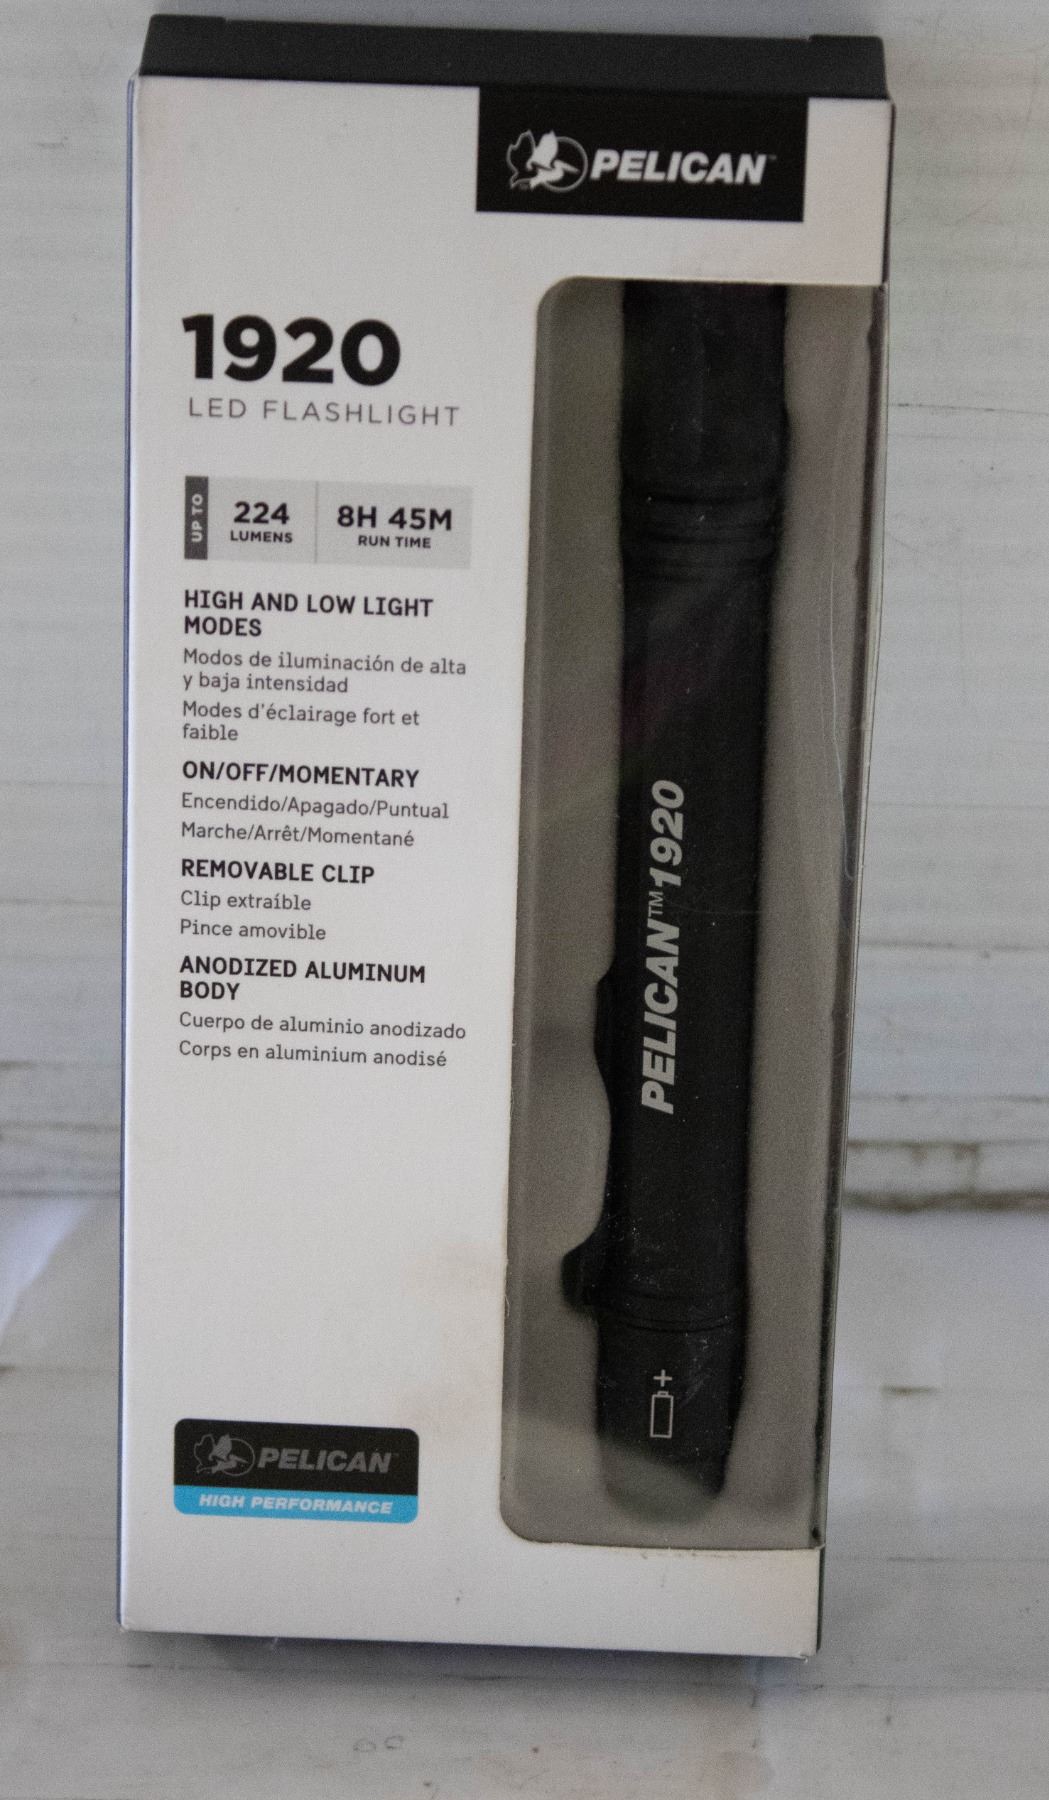 PELICAN™
1920
LED FLASHLIGHT
UP TO
224
LUMENS
8H 45M
RUN TIME
HIGH AND LOW LIGHT
MODES
Modos de iluminación de alta
y baja intensidad
Modes d'éclairage fort et
faible
ON/OFF/MOMENTARY
Encendido/Apagado/Puntual
Marche/Arrêt/Momentané
REMOVABLE CLIP
Clip extraíble
Pince amovible
ANODIZED ALUMINUM
BODY
Cuerpo de aluminio anodizado
Corps en aluminium anodisé
PELICAN™1920
+
PELICAN™
HIGH PERFORMANCE